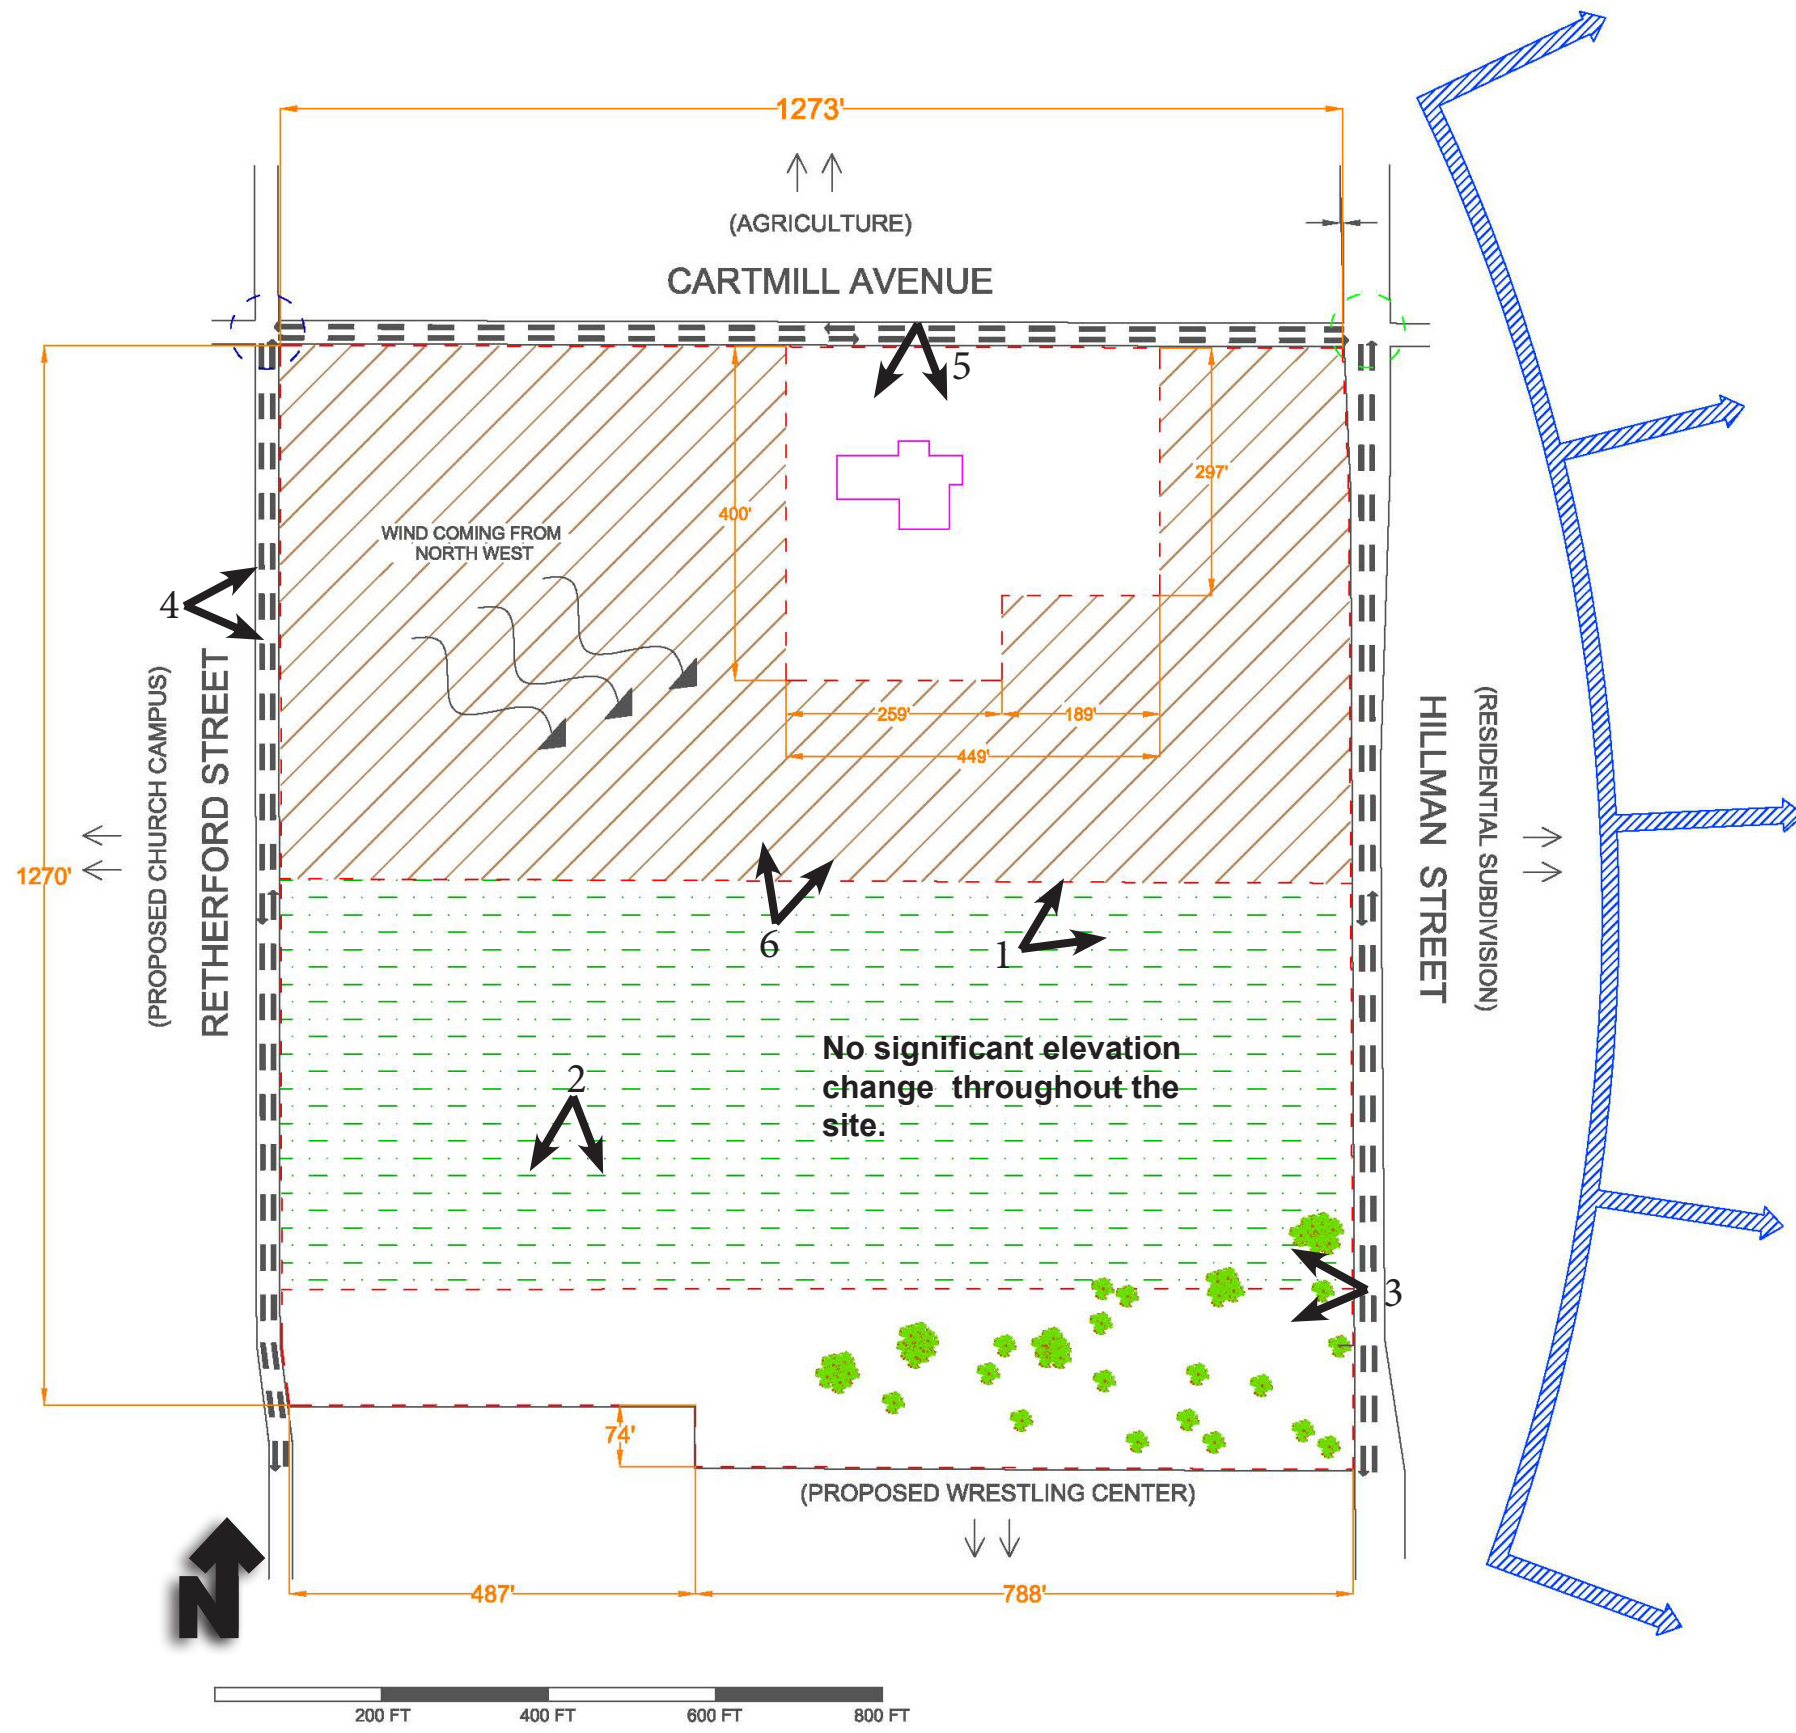 1273'
(AGRICULTURE)
CARTMILL AVENUE
5
297'
400'
WIND COMING FROM
NORTH WEST
4
259'
189'
449'
(PROPOSED CHURCH CAMPUS)
RETHERFORD STREET
HILLMAN STREET
(RESIDENTIAL SUBDIVISION)
1270'
6
1
No significant elevation
change throughout the
site.
2
3
74'
(PROPOSED WRESTLING CENTER)
487'
788'
N
200 FT
400 FT
600 FT
800 FT